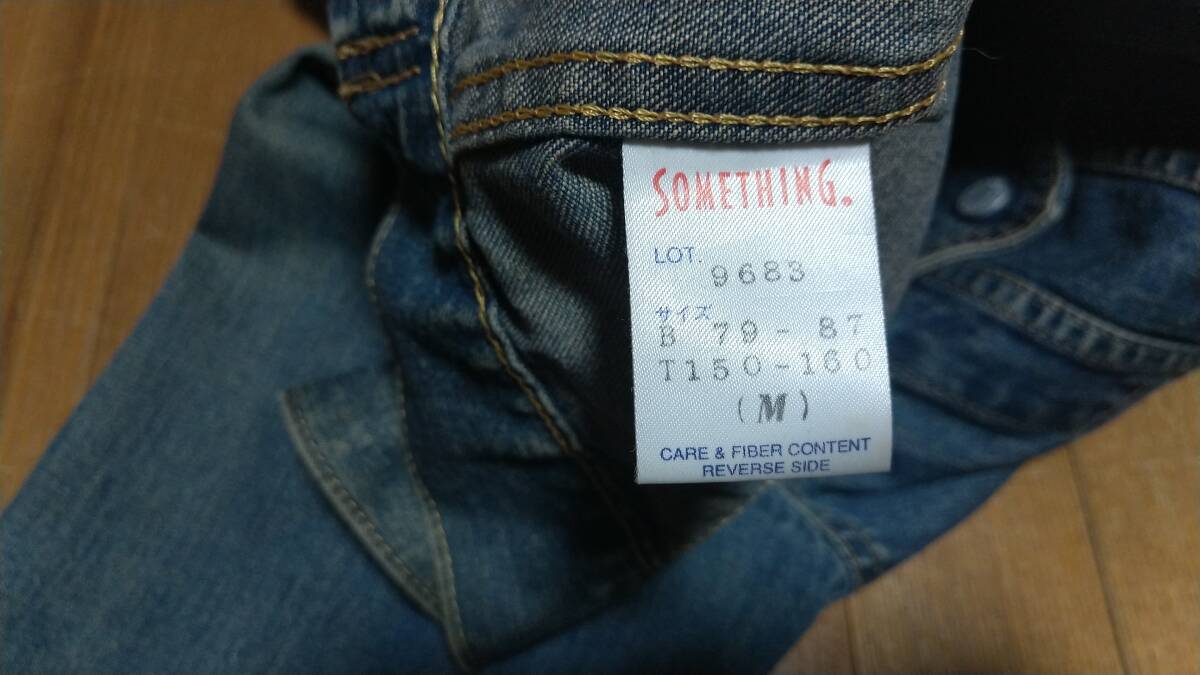 SOMETHING.
LOT.
9683
サイズ
B 79-87
T150-160
(M)
CARE & FIBER CONTENT
REVERSE SIDE